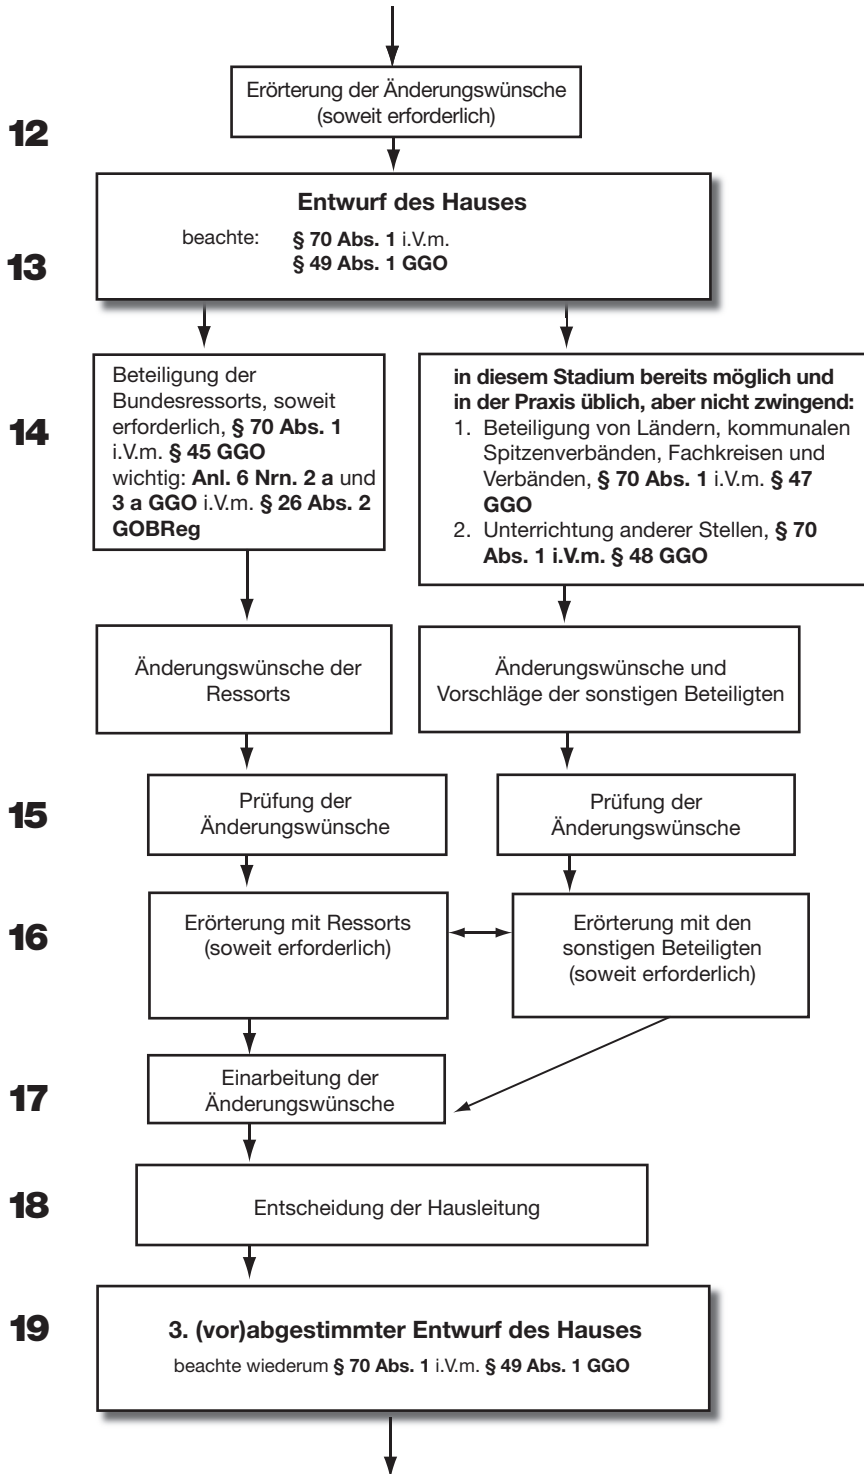 Erörterung der Änderungswünsche
(soweit erforderlich)
12
Entwurf des Hauses
beachte: § 70 Abs. 1 i.V.m.
§ 49 Abs. 1 GGO
13
Beteiligung der
Bundesressorts, soweit
erforderlich, § 70 Abs. 1
i.V.m. § 45 GGO
wichtig: Anl. 6 Nrn. 2 a und
3 a GGO i.V.m. § 26 Abs. 2
GOBReg
14
in diesem Stadium bereits möglich und
in der Praxis üblich, aber nicht zwingend:
1. Beteiligung von Ländern, kommunalen
Spitzenverbänden, Fachkreisen und
Verbänden, § 70 Abs. 1 i.V.m. § 47
GGO
2. Unterrichtung anderer Stellen, § 70
Abs. 1 i.V.m. § 48 GGO
Änderungswünsche der
Ressorts
Änderungswünsche und
Vorschläge der sonstigen Beteiligten
15
Prüfung der
Änderungswünsche
Prüfung der
Änderungswünsche
16
Erörterung mit Ressorts
(soweit erforderlich)
Erörterung mit den
sonstigen Beteiligten
(soweit erforderlich)
17
Einarbeitung der
Änderungswünsche
18
Entscheidung der Hausleitung
19
3. (vor)abgestimmter Entwurf des Hauses
beachte wiederum § 70 Abs. 1 i.V.m. § 49 Abs. 1 GGO